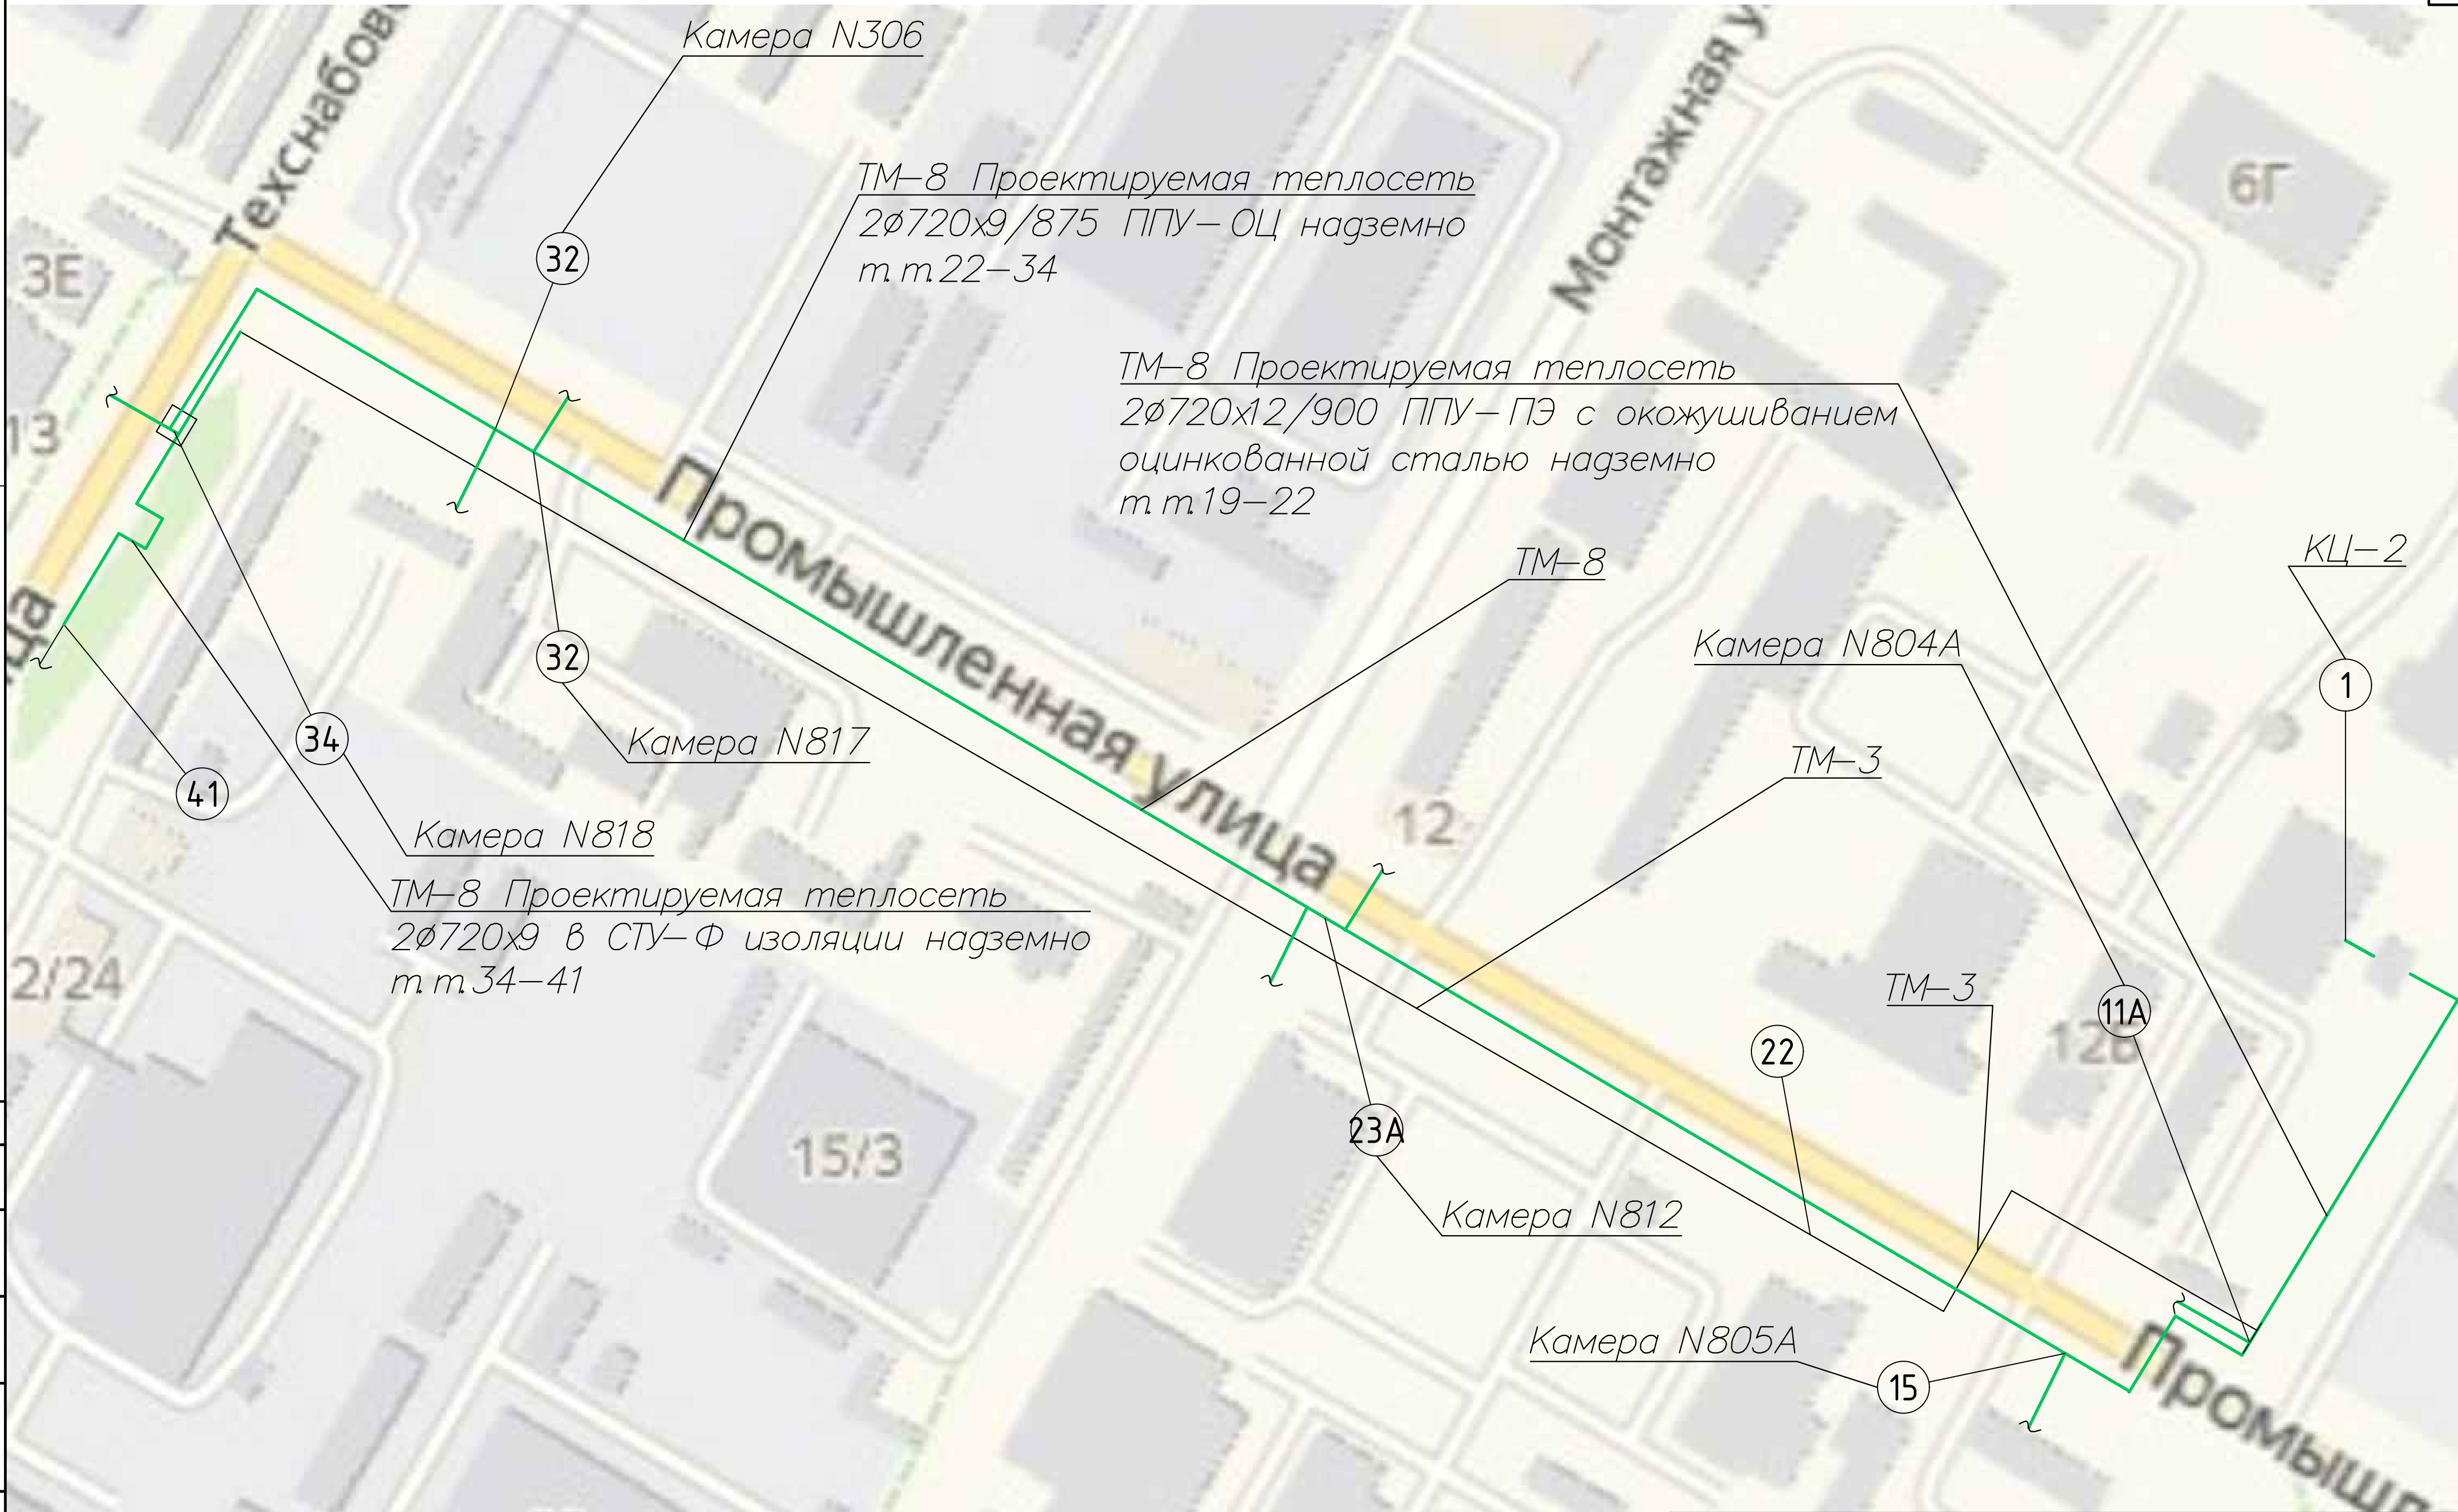 Камера N306
ТМ-8 Проектируемая теплосеть
2ø720х9/875 ППУ-ОЦ надземно
т.т.22-34
32
Монтажная
6Г
3Е
13
ТМ-8 Проектируемая теплосеть
2ø720х12/900 ППУ-ПЭ с окожушиванием
оцинкованной сталью надземно
т.т.19-22
ТМ-8
КЦ-2
1
Камера N804А
Промышленная улица
32
Камера N817
34
41
Камера N818
ТМ-3
12
ТМ-8 Проектируемая теплосеть
2ø720х9 в СТУ-Ф изоляции надземно
т.т.34-41
2/24
ТМ-3
11А
22
23А
15/3
Камера N812
Камера N805А
15